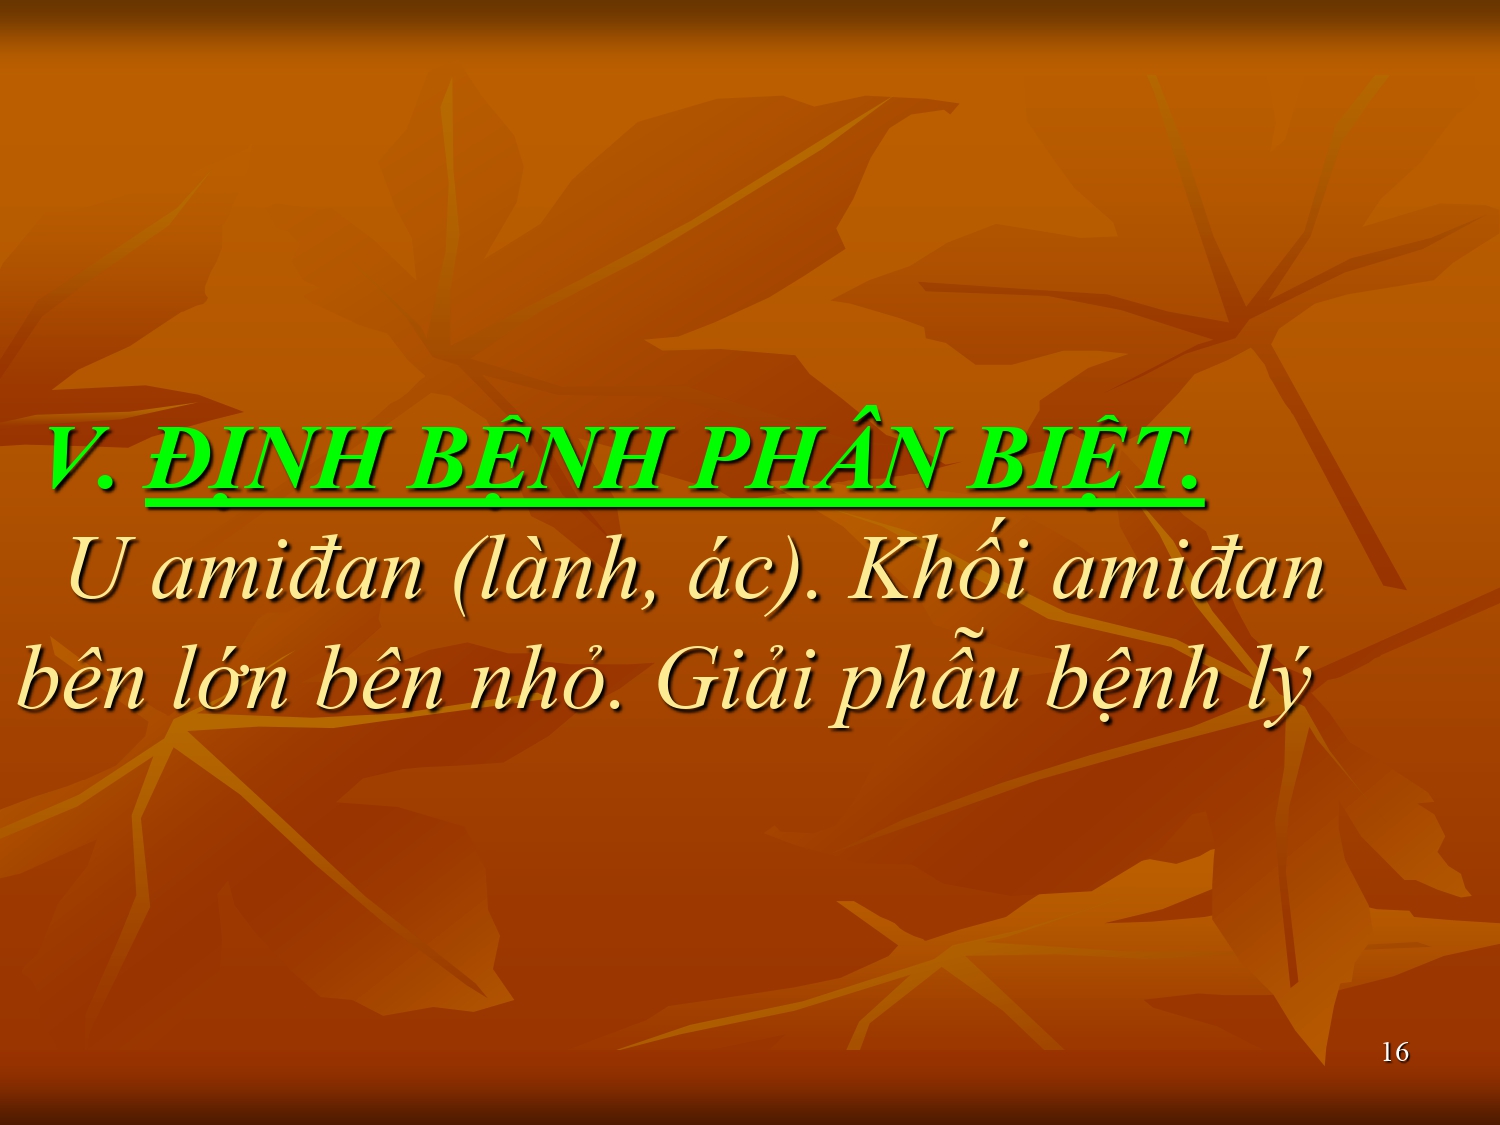 V. ĐỊNH BỆNH PHÂN BIỆT.
U amiđan (lành, ác). Khối amiđan
bên lớn bên nhỏ. Giải phẫu bệnh lý
16